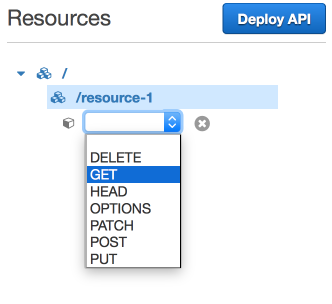 Resources
Deploy API
/
/resource-1
DELETE
GET
HEAD
OPTIONS
PATCH
POST
PUT